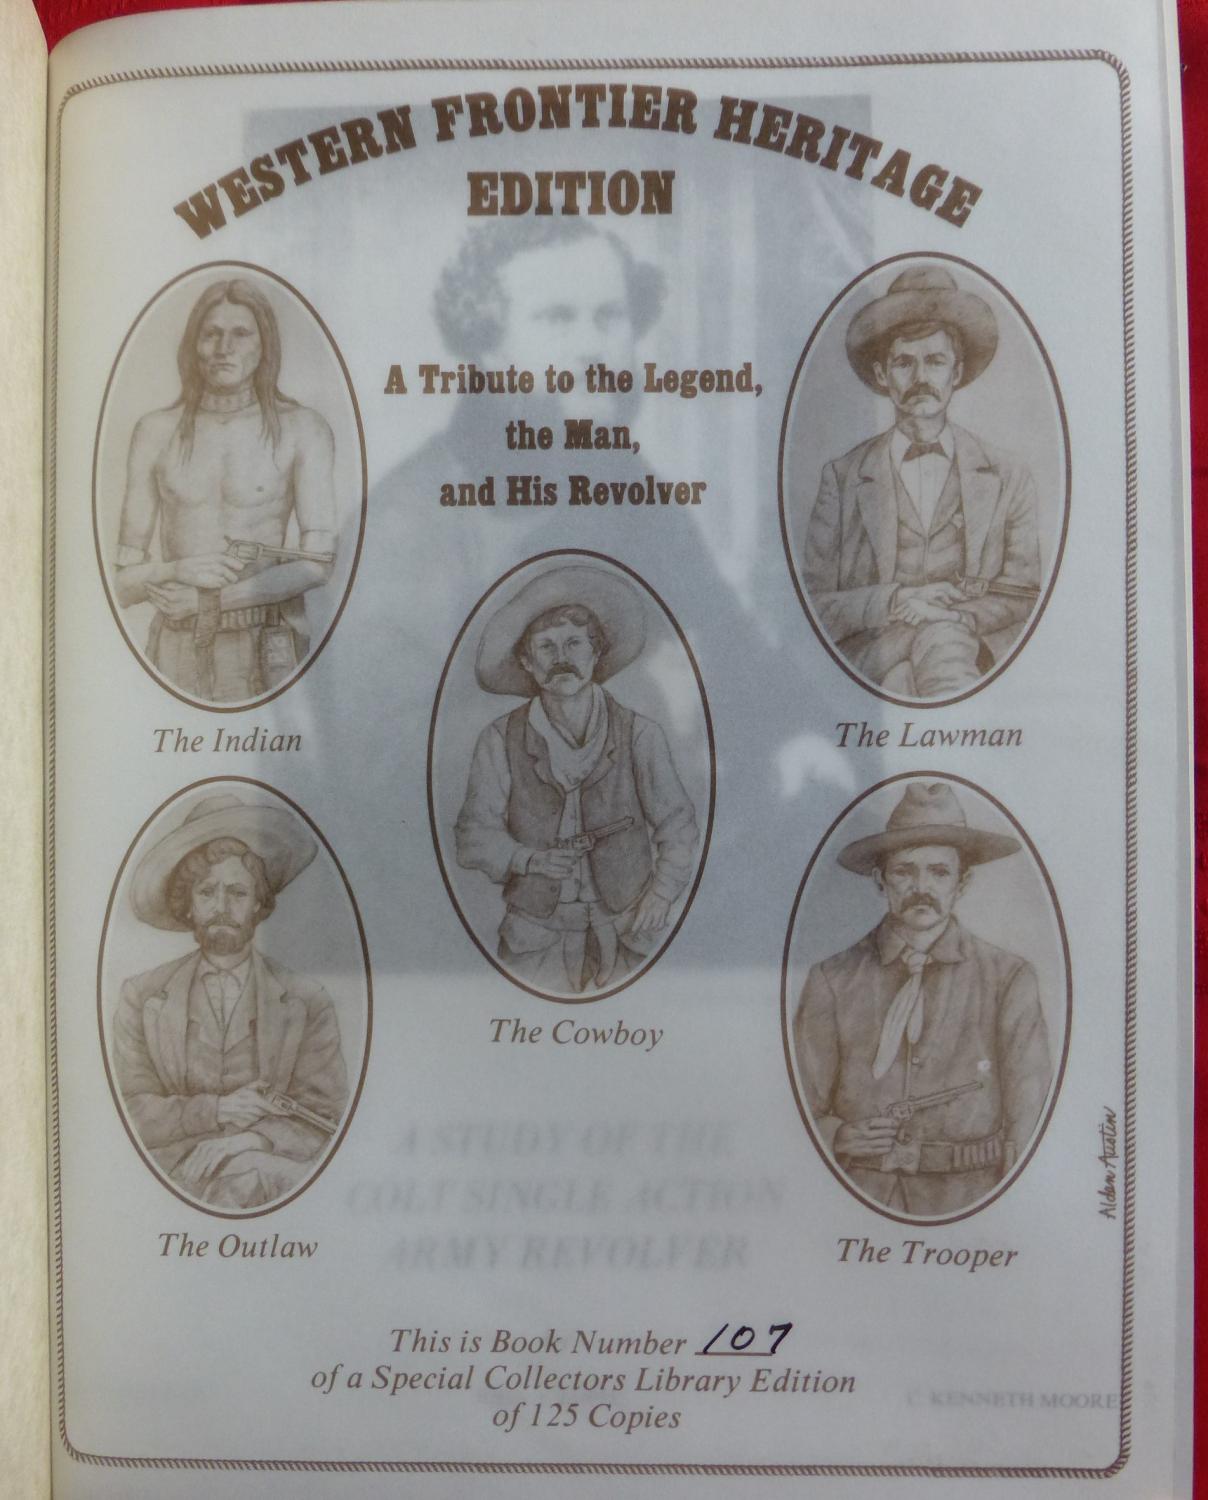 WESTERN FRONTIER HERITAGE
EDITION
A Tribute to the Legend,
the Man,
and His Revolver
The Indian
The Lawman
The Cowboy
The Outlaw
The Trooper
Alden Austin
A STUDY OF THE
COLT SINGLE ACTION
ARMY REVOLVER
This is Book Number 107
of a Special Collectors Library Edition
of 125 Copies
C. KENNETH MOORE